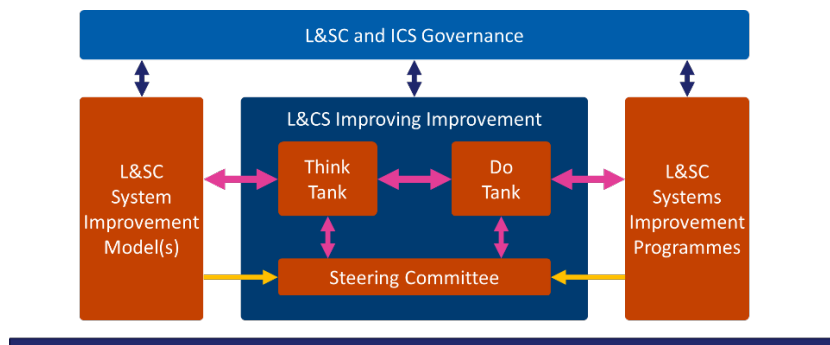 L&SC and ICS Governance
L&SC
System
Improvement
Model(s)
L&CS Improving Improvement
Think
Tank
Do
Tank
Steering Committee
L&SC
Systems
Improvement
Programmes